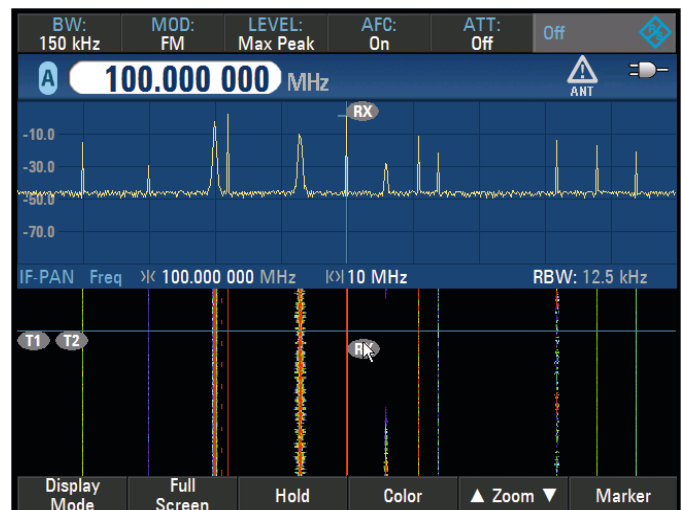 BW: MOD: LEVEL: AFC: ATT: Off
150 kHz FM Max Peak On Off
A 100.000 000 MHz
ANT
RX
-10.0
-30.0
-50.0
-70.0
IF-PAN Freq 100.000 000 MHz 10 MHz RBW: 12.5 kHz
T1 T2
RX
Display Mode Full Screen Hold Color ▲ Zoom ▼ Marker